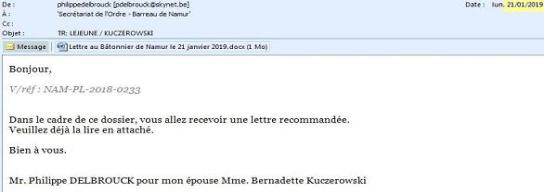 De : philippedelbrouck [pdelbrouck@skynet.be] Date : lun. 21/01/2019
À : 'Secrétariat de l'Ordre - Barreau de Namur'
Cc :
Objet : TR: LEJEUNE / KUCZEROWSKI
Message Lettre au Bâtonnier de Namur le 21 janvier 2019.docx (1 Mo)
Bonjour,
V/réf : NAM-PL-2018-0233
Dans le cadre de ce dossier, vous allez recevoir une lettre recommandée.
Veuillez déjà la lire en attaché.
Bien à vous.
Mr. Philippe DELBROUCK pour mon épouse Mme. Bernadette Kuczerowski